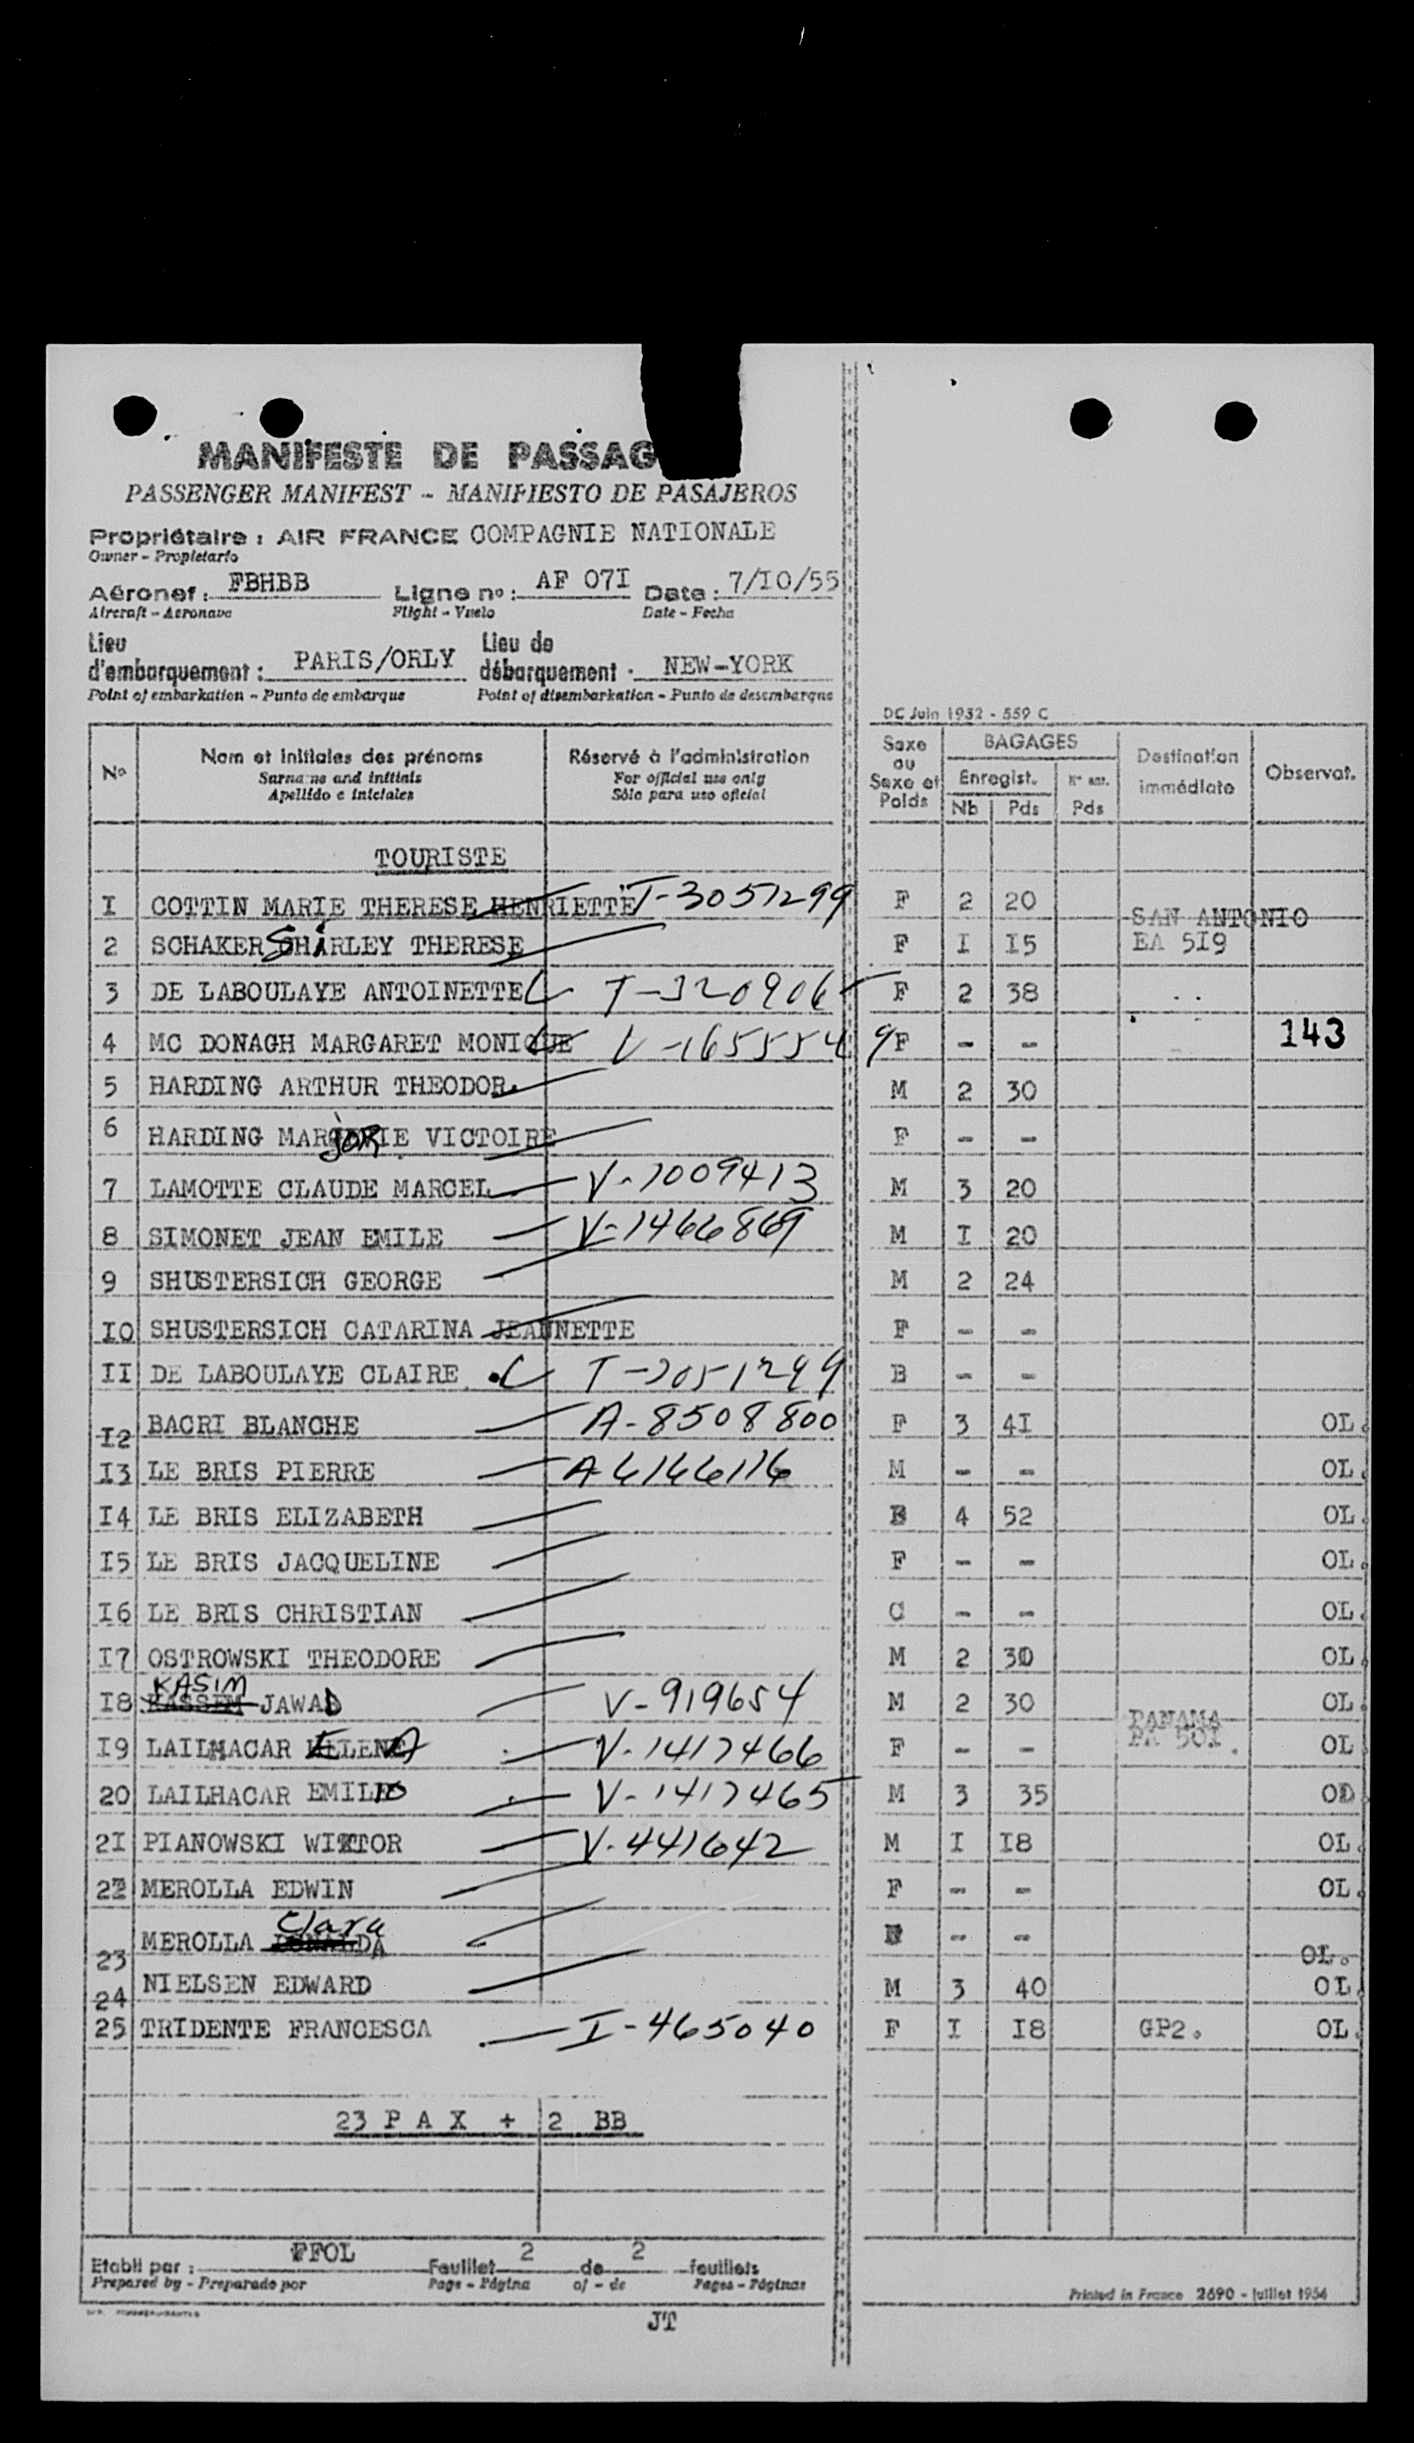 MANIFESTE DE PASSAG
PASSENGER MANIFEST - MANIFIESTO DE PASAJEROS
Propriétaire : AIR FRANCE COMPAGNIE NATIONALE
Owner - Propietario
Aéronef : FBHBB Ligne no : AF 07I Date : 7/IO/55
Aircraft - Aeronave Flight - Vuelo Date - Fecha
Lieu d'embarquement : PARIS/ORLY Lieu de débarquement : NEW-YORK
Point of embarkation - Punto de embarque Point of disembarkation - Punto de desembarque
DC Juin 1932 - 559 C
No Nom et initiales des prénoms Réservé à l'administration Sexe ou Sexe et Poids BAGAGES Destination immédiate Observat.
Surname and initials For official use only Enregist.
Apellido e iniciales Sólo para uso oficial Nb Pds Pds
TOURISTE
I COTTIN MARIE THERESE HENRIETTE T-3051299 F 2 20
SAN ANTONIO
2 SCHAKER SHIRLEY THERESE F I I5 EA 5I9
3 DE LABOULAYE ANTOINETTE T-320906 F 2 38
4 MC DONAGH MARGARET MONIQUE V-1655549 F - - 143
5 HARDING ARTHUR THEODOR. M 2 30
6 HARDING MARJORIE VICTOIRE F - -
7 LAMOTTE CLAUDE MARCEL V-1009413 M 3 20
8 SIMONET JEAN EMILE V-1466869 M I 20
9 SHUSTERSICH GEORGE M 2 24
IO SHUSTERSICH CATARINA JEANNETTE F - -
II DE LABOULAYE CLAIRE T-3051299 B - -
I2 BACRI BLANCHE A-8508800 F 3 4I OL.
I3 LE BRIS PIERRE A-6166116 M - - OL.
I4 LE BRIS ELIZABETH 4 52 OL.
I5 LE BRIS JACQUELINE F - - OL.
I6 LE BRIS CHRISTIAN C - - OL.
I7 OSTROWSKI THEODORE M 2 30 OL.
KASIM
I8 KASSEM JAWAD V-919654 M 2 30 OL.
PANAMA
I9 LAILHACAR ELENA V-1417466 F - - PA 50I. OL.
20 LAILHACAR EMILIO V-1417465 M 3 35 OL
2I PIANOWSKI WIKTOR V-441642 M I I8 OL.
22 MEROLLA EDWIN F - - OL.
Clara
23 MEROLLA - - OL.
24 NIELSEN EDWARD M 3 40 OL.
25 TRIDENTE FRANCESCA I-465040 F I I8 GP2. OL.
23 P A X + 2 BB
Etabli par : PFOL Feuillet 2 de 2 feuillets
Prepared by - Preparado por Page - Página of - de Pages - Páginas
Printed in France 2690 - juillet 1954
JT